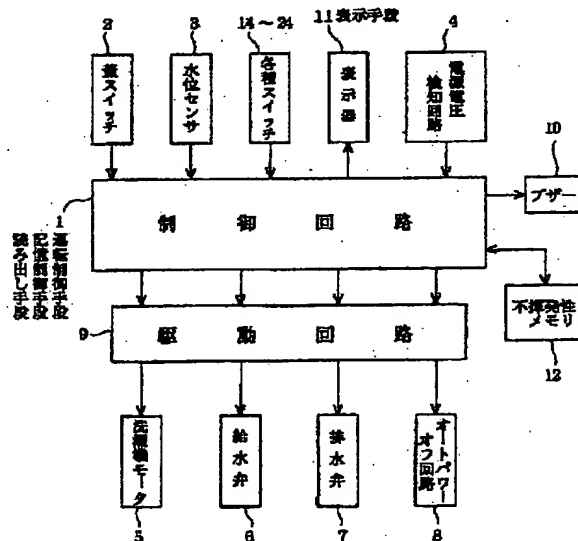 2
3
14～24
11表示手段
4
蓋スイッチ
水位センサ
各種スイッチ
表示器
電源電圧
検知回路
10
ブザー
1
運転制御手段
記憶制御手段
読み出し手段
制御回路
不揮発性
メモリ
12
9
駆動回路
洗濯機モータ
給水弁
排水弁
オートパワー
オフ回路
5
6
7
8